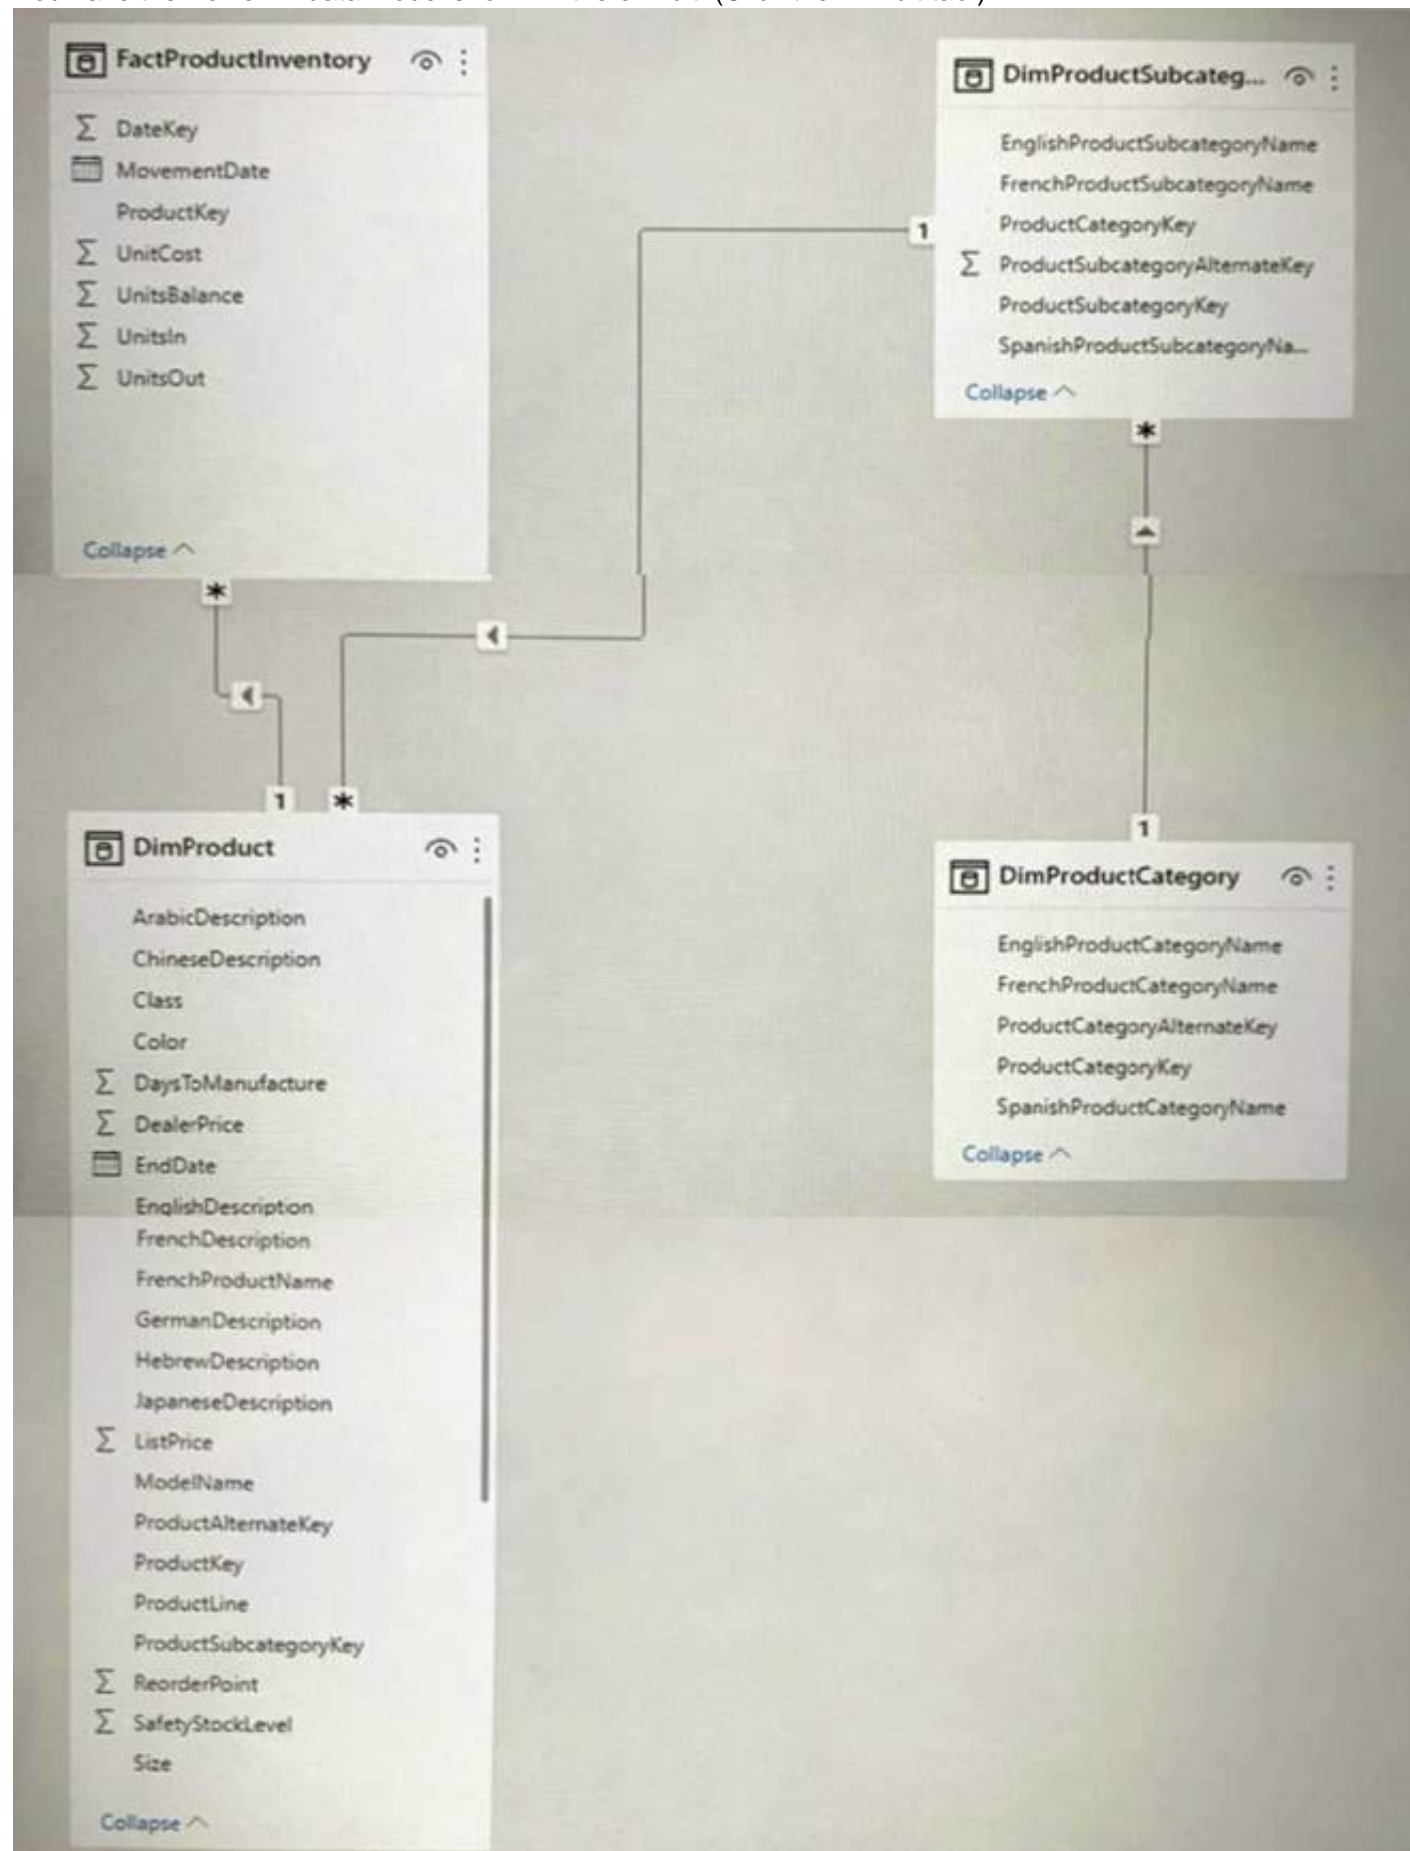 FactProductInventory
DateKey
MovementDate
ProductKey
UnitCost
UnitsBalance
UnitsIn
UnitsOut
Collapse
DimProductSubcateg...
EnglishProductSubcategoryName
FrenchProductSubcategoryName
ProductCategoryKey
ProductSubcategoryAlternateKey
ProductSubcategoryKey
SpanishProductSubcategoryNa...
Collapse
1
*
*
1
*
1
DimProduct
ArabicDescription
ChineseDescription
Class
Color
DaysToManufacture
DealerPrice
EndDate
EnglishDescription
FrenchDescription
FrenchProductName
GermanDescription
HebrewDescription
JapaneseDescription
ListPrice
ModelName
ProductAlternateKey
ProductKey
ProductLine
ProductSubcategoryKey
ReorderPoint
SafetyStockLevel
Size
Collapse
DimProductCategory
EnglishProductCategoryName
FrenchProductCategoryName
ProductCategoryAlternateKey
ProductCategoryKey
SpanishProductCategoryName
Collapse